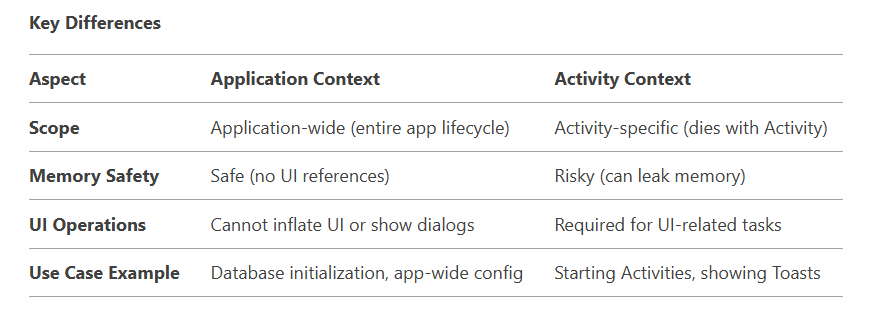 Key Differences
Aspect Application Context Activity Context
Scope Application-wide (entire app lifecycle) Activity-specific (dies with Activity)
Memory Safety Safe (no UI references) Risky (can leak memory)
UI Operations Cannot inflate UI or show dialogs Required for UI-related tasks
Use Case Example Database initialization, app-wide config Starting Activities, showing Toasts